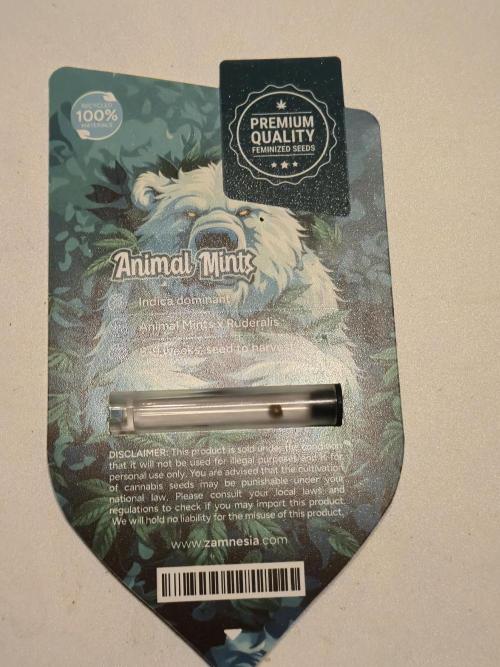 RECYCLED
100%
MATERIALS
PREMIUM
QUALITY
FEMINIZED SEEDS
Animal Mints
Indica dominant
Animal Mints x Ruderalis
weeks, seed to harvest
DISCLAIMER: This product is sold under the condition
that it will not be used for illegal purposes and is for
personal use only. You are advised that the cultivation
of cannabis seeds may be punishable under your
national law. Please consult your local laws and
regulations to check if you may import this product.
We will hold no liability for the misuse of this product.
www.zamnesia.com